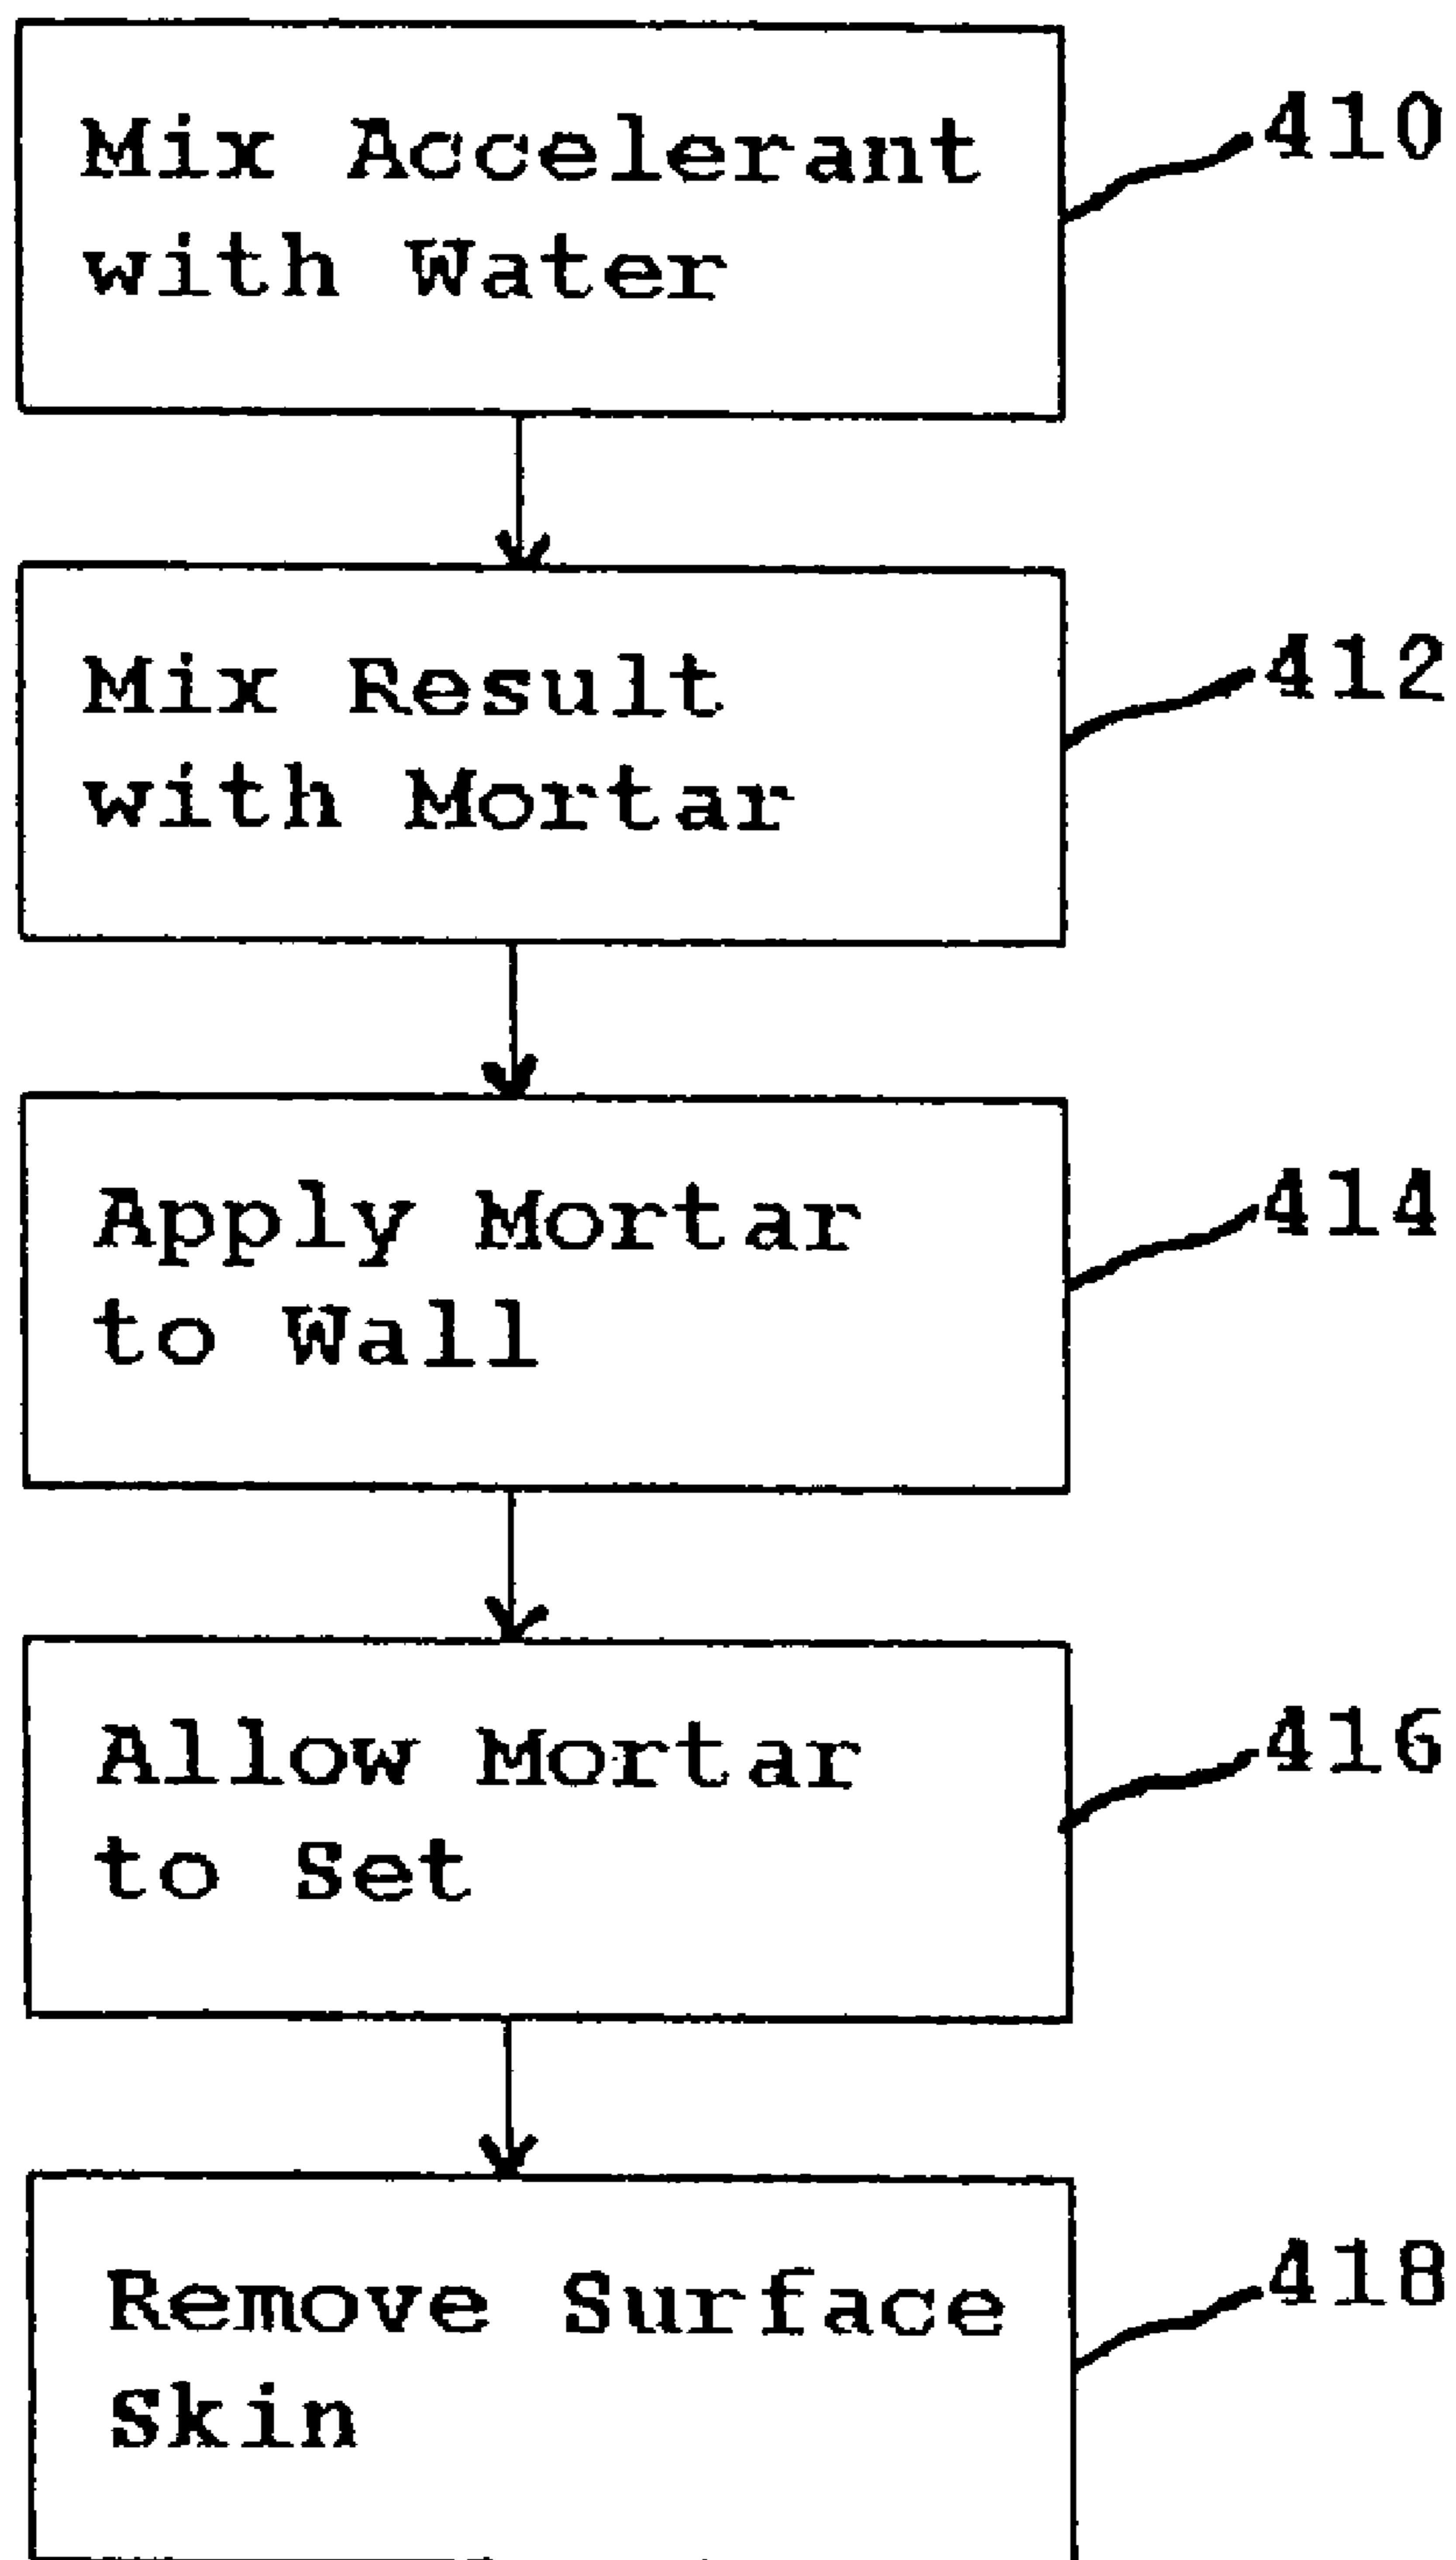 Mix Accelerant
with Water
410
Mix Result
with Mortar
412
Apply Mortar
to Wall
414
Allow Mortar
to Set
416
Remove Surface
Skin
418